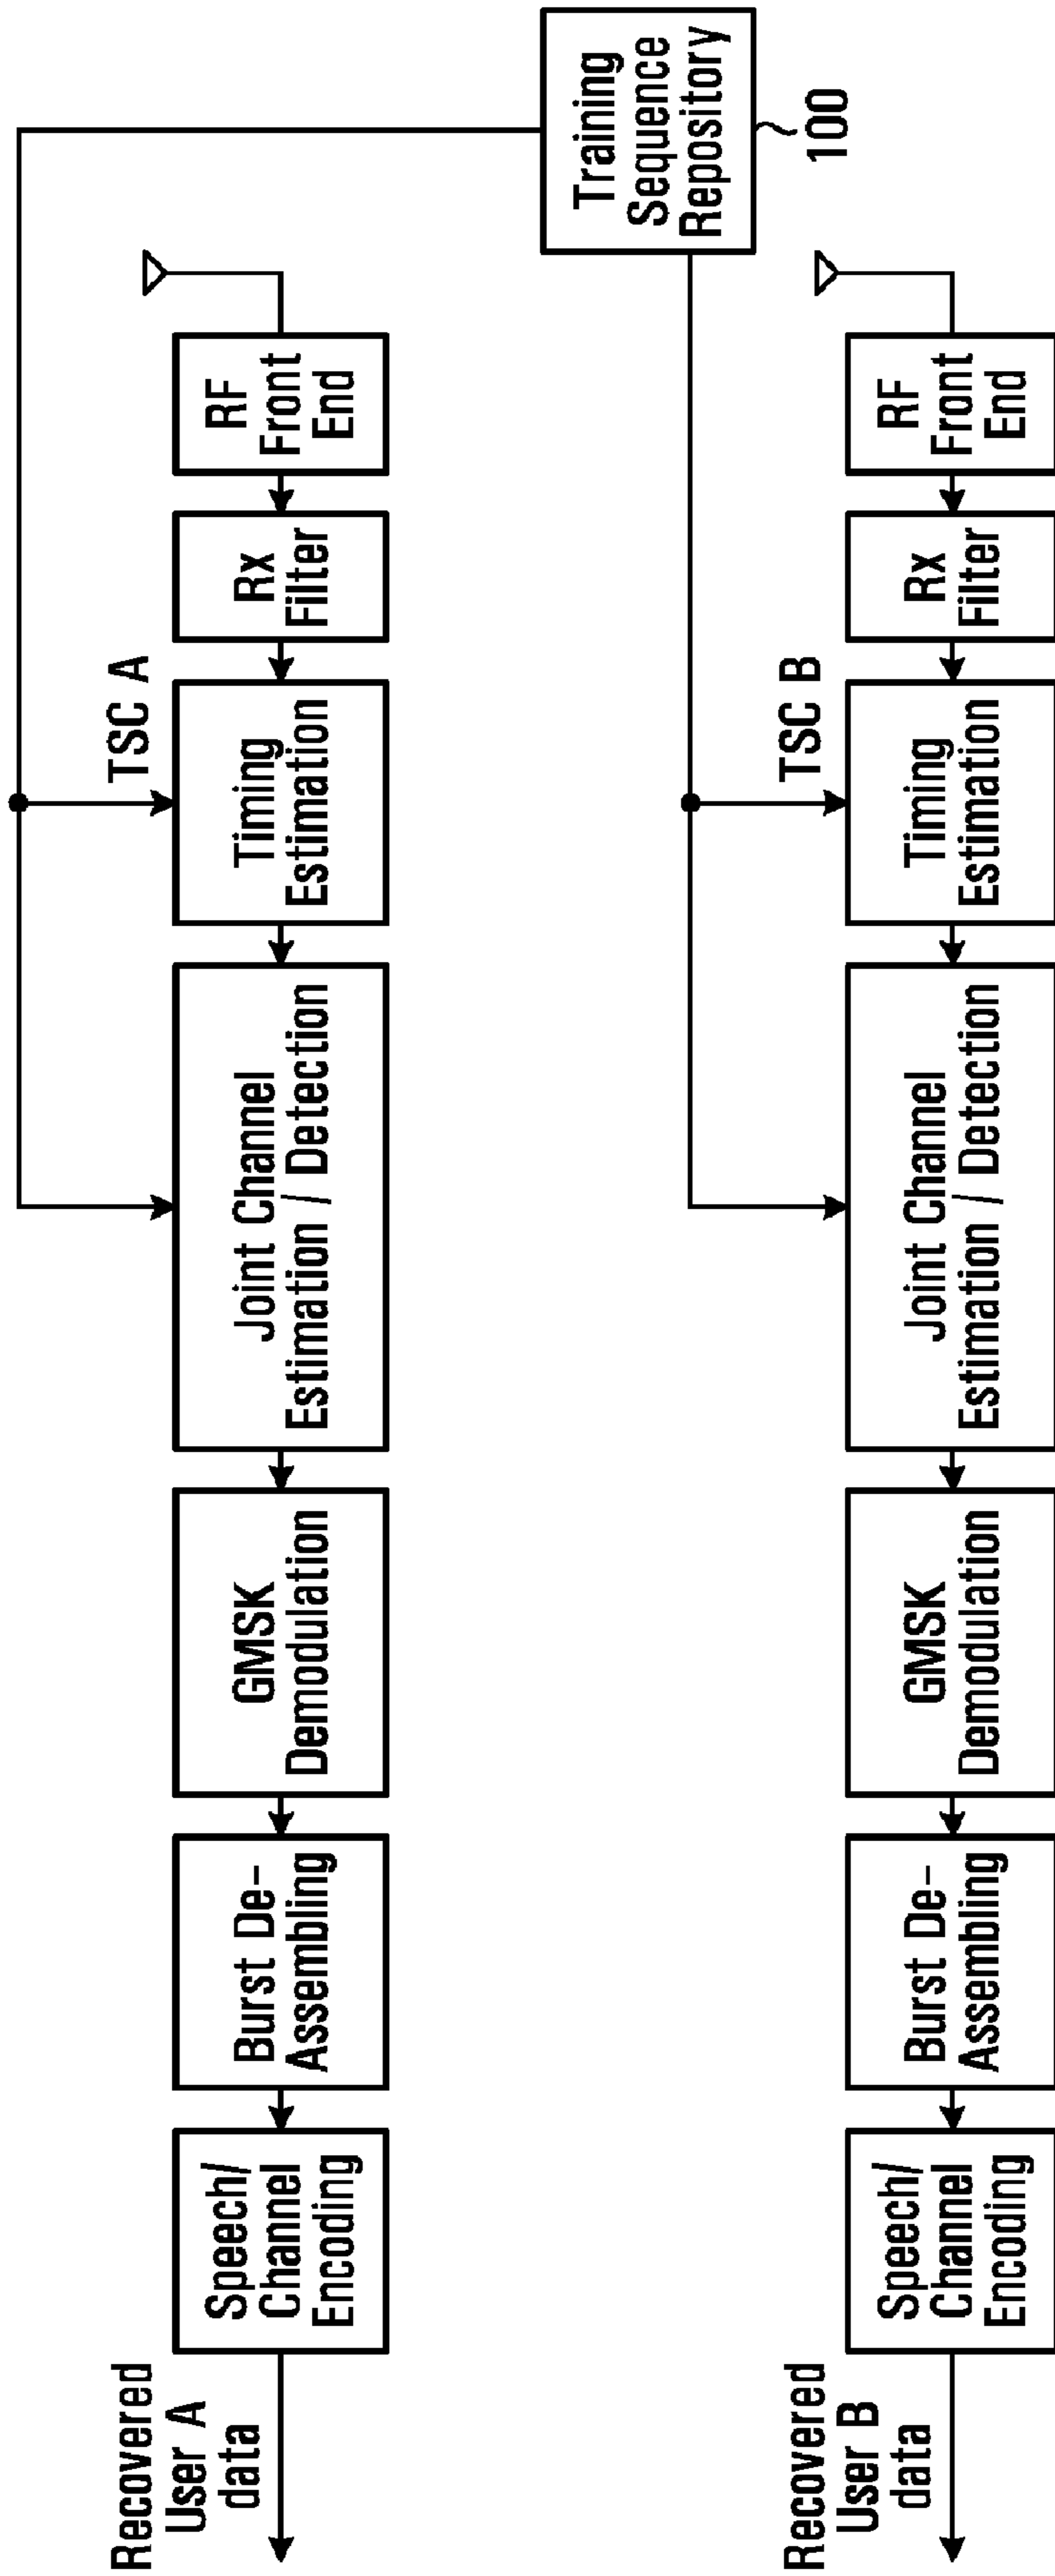 Training
Sequence
Repository
100
RF
Front
End
Rx
Filter
TSC A
Timing
Estimation
Joint Channel
Estimation / Detection
GMSK
Demodulation
Burst De-
Assembling
Speech/
Channel
Encoding
Recovered
User A
data
RF
Front
End
Rx
Filter
TSC B
Timing
Estimation
Joint Channel
Estimation / Detection
GMSK
Demodulation
Burst De-
Assembling
Speech/
Channel
Encoding
Recovered
User B
data